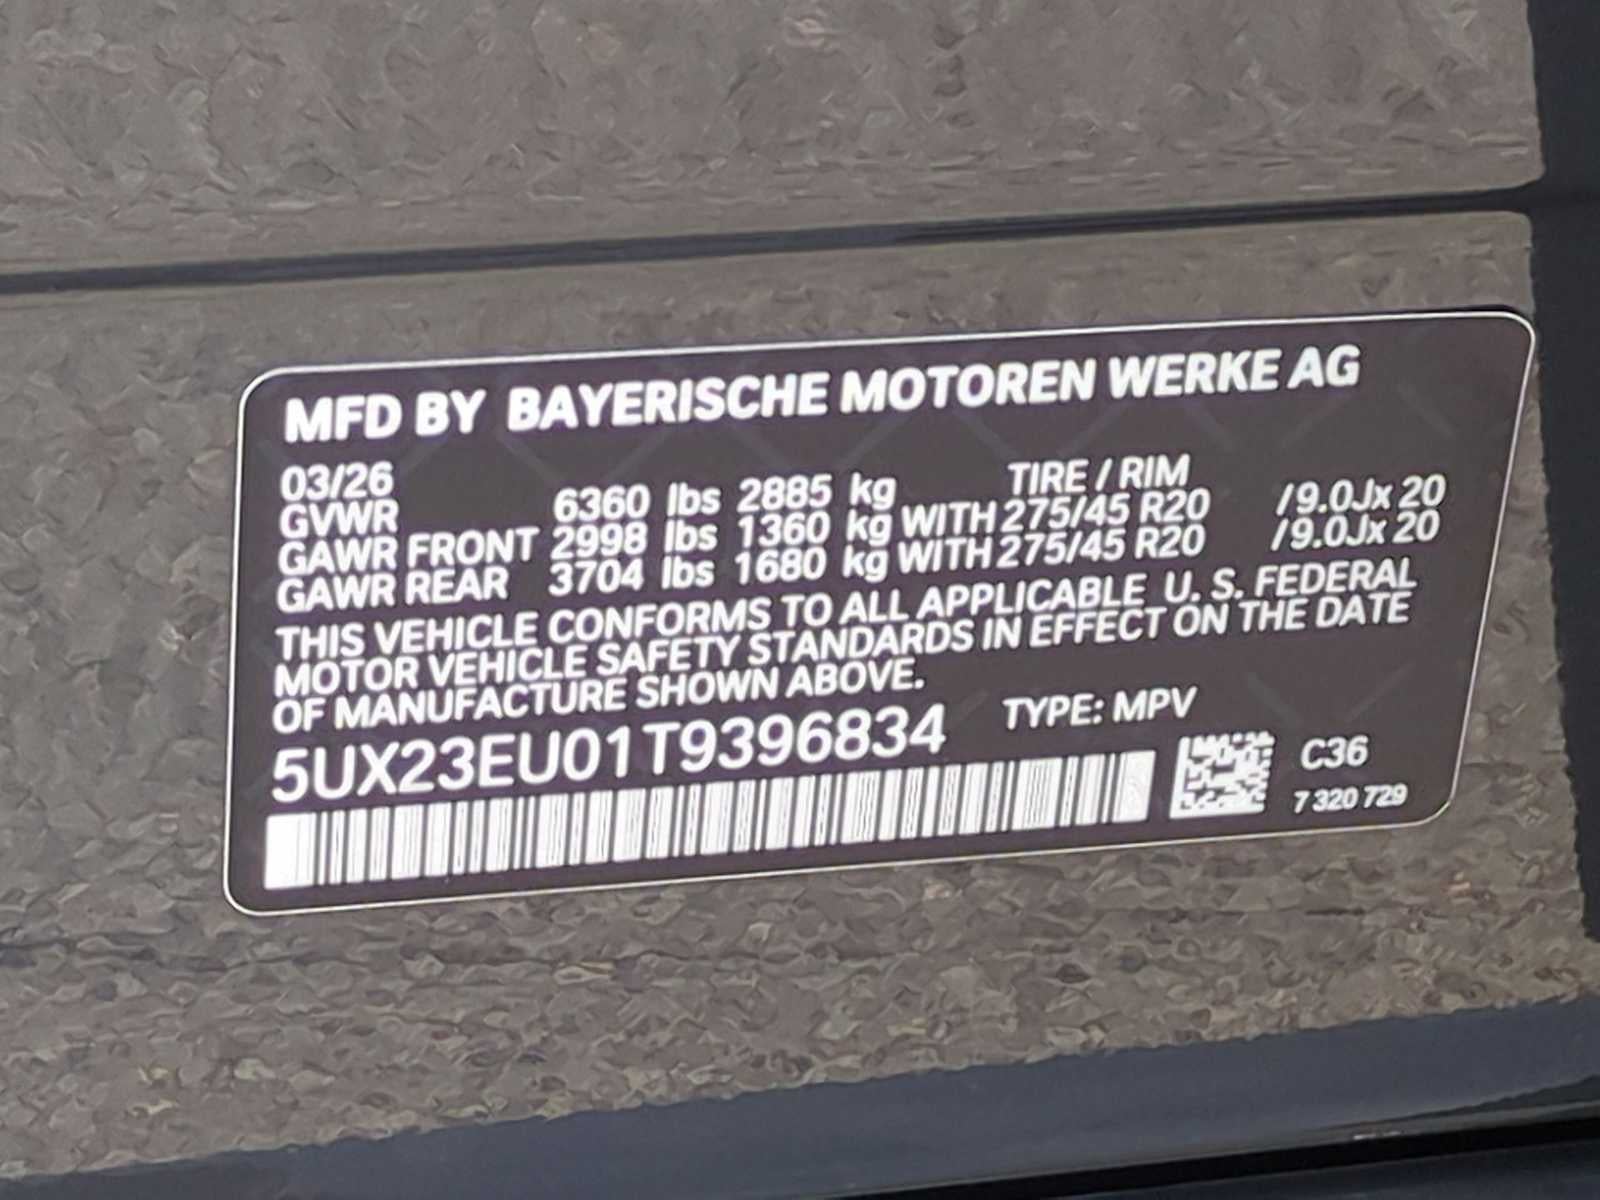 MFD BY BAYERISCHE MOTOREN WERKE AG
03/26 TIRE / RIM
GVWR 6360 lbs 2885 kg
GAWR FRONT 2998 lbs 1360 kg WITH 275/45 R20 /9.0Jx 20
GAWR REAR 3704 lbs 1680 kg WITH 275/45 R20 /9.0Jx 20
THIS VEHICLE CONFORMS TO ALL APPLICABLE U. S. FEDERAL
MOTOR VEHICLE SAFETY STANDARDS IN EFFECT ON THE DATE
OF MANUFACTURE SHOWN ABOVE.
5UX23EU01T9396834 TYPE: MPV
C36
7 320 729